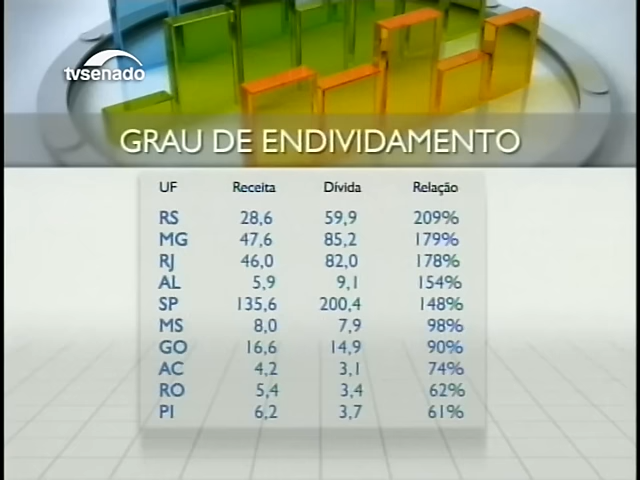 tvsenado
GRAU DE ENDIVIDAMENTO
UF Receita Dívida Relação
RS 28,6 59,9 209%
MG 47,6 85,2 179%
RJ 46,0 82,0 178%
AL 5,9 9,1 154%
SP 135,6 200,4 148%
MS 8,0 7,9 98%
GO 16,6 14,9 90%
AC 4,2 3,1 74%
RO 5,4 3,4 62%
PI 6,2 3,7 61%